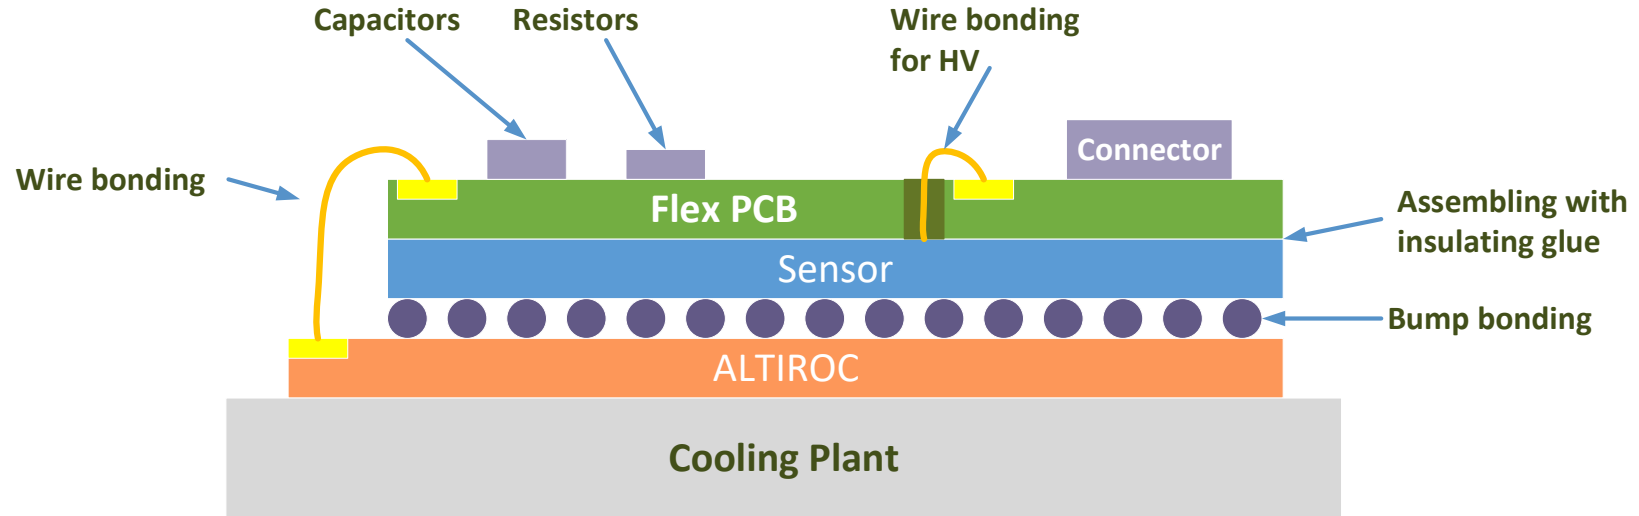 Capacitors
Resistors
Wire bonding
for HV
Connector
Wire bonding
Flex PCB
Assembling with
insulating glue
Sensor
Bump bonding
ALTIROC
Cooling Plant